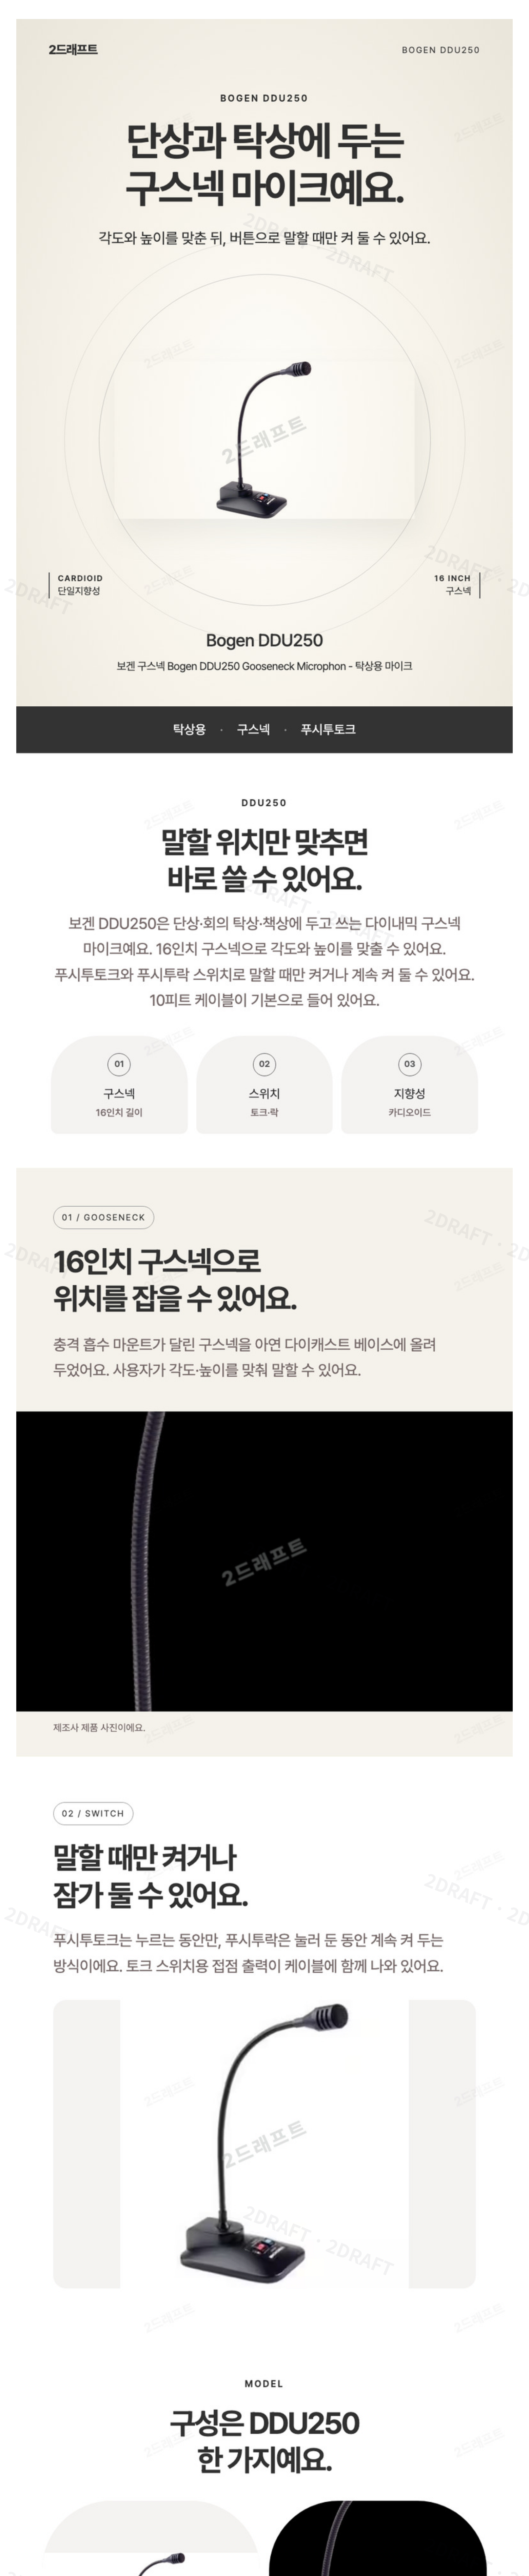 2드래프트
BOGEN DDU250
BOGEN DDU250
단상과 탁상에 두는
구스넥 마이크예요.
각도와 높이를 맞춘 뒤, 버튼으로 말할 때만 켜 둘 수 있어요.
2DRAFT · 2DRAFT
2드래프트
CARDIOID
단일지향성
16 INCH
구스넥
Bogen DDU250
보겐 구스넥 Bogen DDU250 Gooseneck Microphon - 탁상용 마이크
탁상용 · 구스넥 · 푸시투토크
DDU250
말할 위치만 맞추면
바로 쓸 수 있어요.
보겐 DDU250은 단상·회의 탁상·책상에 두고 쓰는 다이내믹 구스넥
마이크예요. 16인치 구스넥으로 각도와 높이를 맞출 수 있어요.
푸시투토크와 푸시투락 스위치로 말할 때만 켜거나 계속 켜 둘 수 있어요.
10피트 케이블이 기본으로 들어 있어요.
01
구스넥
16인치 길이
02
스위치
토크·락
03
지향성
카디오이드
01 / GOOSENECK
16인치 구스넥으로
위치를 잡을 수 있어요.
충격 흡수 마운트가 달린 구스넥을 아연 다이캐스트 베이스에 올려
두었어요. 사용자가 각도·높이를 맞춰 말할 수 있어요.
2드래프트
제조사 제품 사진이에요.
02 / SWITCH
말할 때만 켜거나
잠가 둘 수 있어요.
푸시투토크는 누르는 동안만, 푸시투락은 눌러 둔 동안 계속 켜 두는
방식이에요. 토크 스위치용 접점 출력이 케이블에 함께 나와 있어요.
2드래프트
2DRAFT · 2DRAFT
MODEL
구성은 DDU250
한 가지예요.